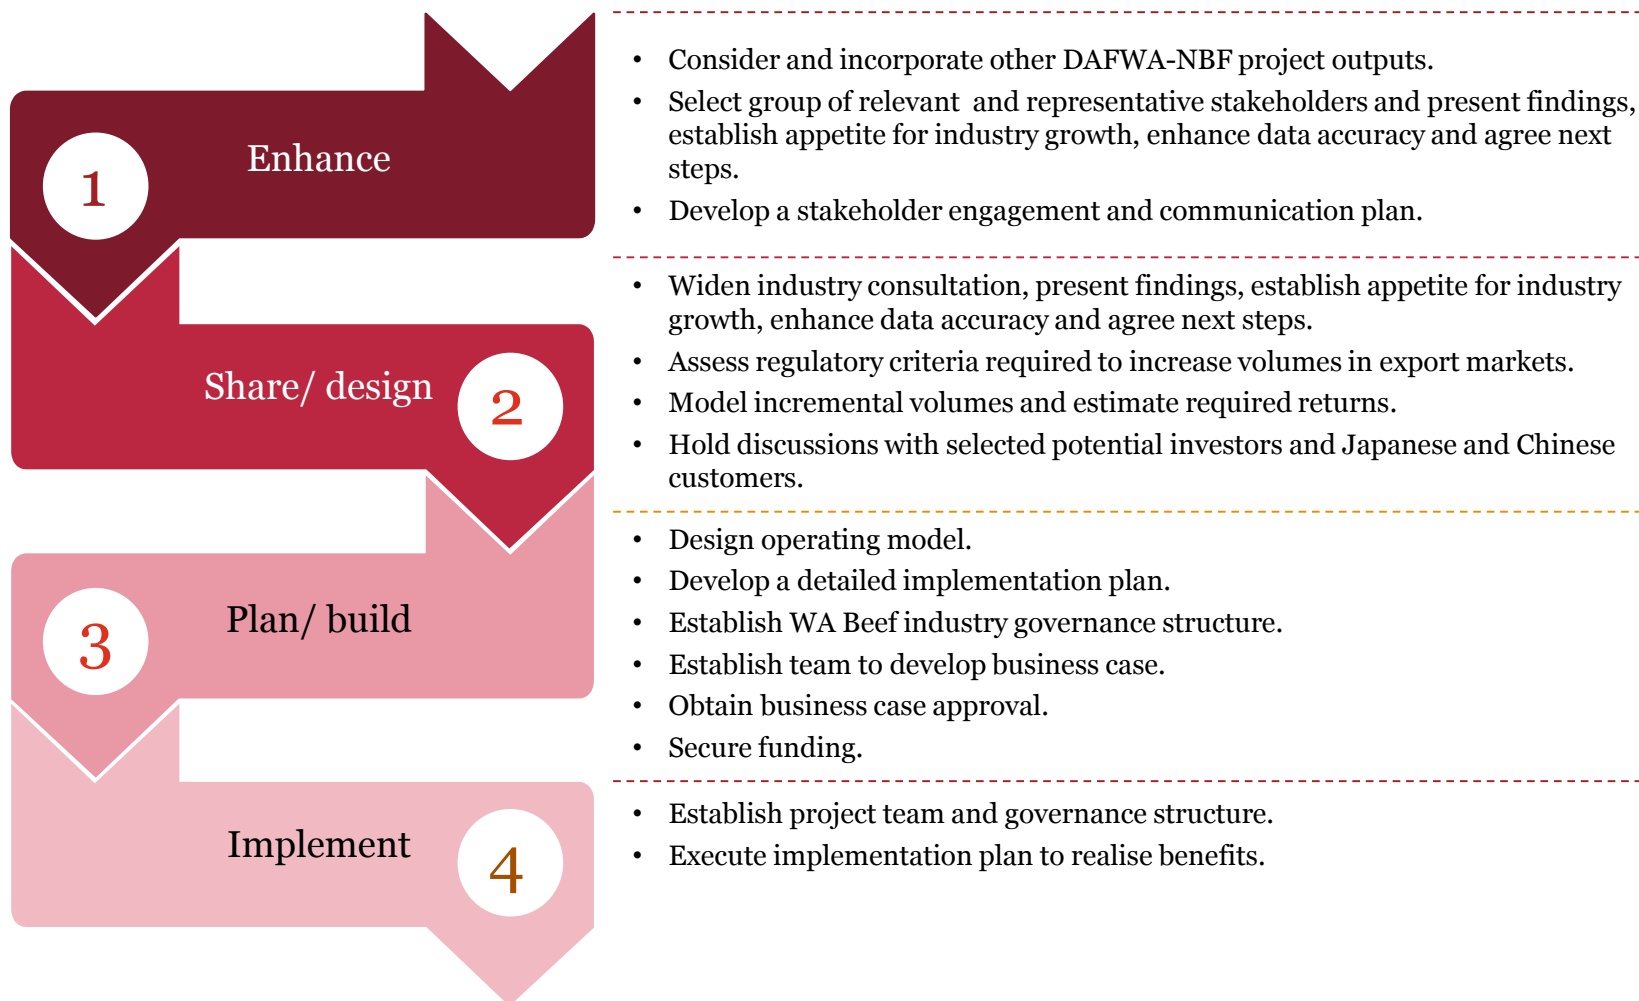 1
Enhance
• Consider and incorporate other DAFWA-NBF project outputs.
• Select group of relevant and representative stakeholders and present findings,
establish appetite for industry growth, enhance data accuracy and agree next
steps.
• Develop a stakeholder engagement and communication plan.
Share/ design
2
• Widen industry consultation, present findings, establish appetite for industry
growth, enhance data accuracy and agree next steps.
• Assess regulatory criteria required to increase volumes in export markets.
• Model incremental volumes and estimate required returns.
• Hold discussions with selected potential investors and Japanese and Chinese
customers.
3
Plan/ build
• Design operating model.
• Develop a detailed implementation plan.
• Establish WA Beef industry governance structure.
• Establish team to develop business case.
• Obtain business case approval.
• Secure funding.
Implement
4
• Establish project team and governance structure.
• Execute implementation plan to realise benefits.